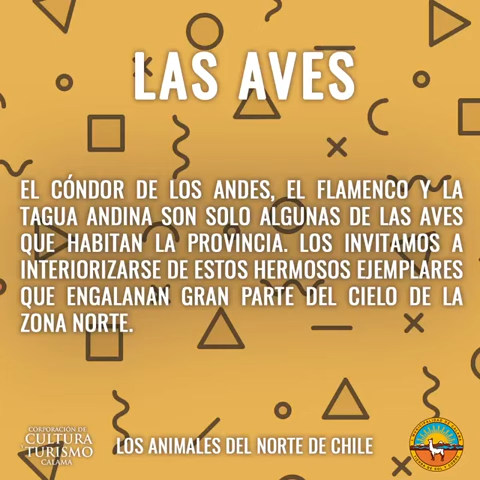 LAS AVES
EL CÓNDOR DE LOS ANDES, EL FLAMENCO Y LA
TAGUA ANDINA SON SOLO ALGUNAS DE LAS AVES
QUE HABITAN LA PROVINCIA. LOS INVITAMOS A
INTERIORIZARSE DE ESTOS HERMOSOS EJEMPLARES
QUE ENGALANAN GRAN PARTE DEL CIELO DE LA
ZONA NORTE.
CORPORACIÓN DE
CULTURA
TURISMO
CALAMA
LOS ANIMALES DEL NORTE DE CHILE